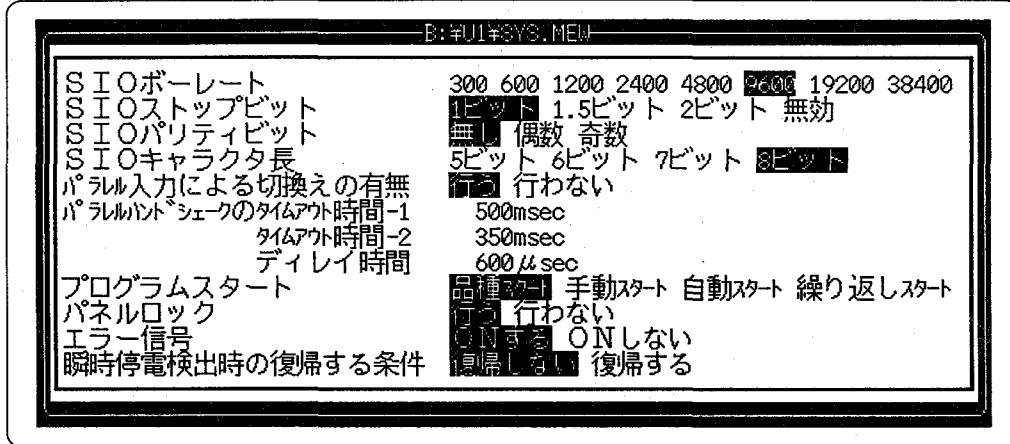 B:¥U1¥SYS.MEW
SIOボーレート 300 600 1200 2400 4800 9600 19200 38400
SIOストップビット 1ビット 1.5ビット 2ビット 無効
SIOパリティビット 無し 偶数 奇数
SIOキャラクタ長 5ビット 6ビット 7ビット 8ビット
ﾊﾟﾗﾚﾙ入力による切換えの有無 行う 行わない
ﾊﾟﾗﾚﾙﾊﾝﾄﾞｼｪｰｸのﾀｲﾑｱｳﾄ時間-1 500msec
ﾀｲﾑｱｳﾄ時間-2 350msec
ディレイ時間 600μsec
プログラムスタート 品種ｽﾀｰﾄ 手動ｽﾀｰﾄ 自動ｽﾀｰﾄ 繰り返しｽﾀｰﾄ
パネルロック 行う 行わない
エラー信号 ONする ONしない
瞬時停電検出時の復帰する条件 復帰しない 復帰する